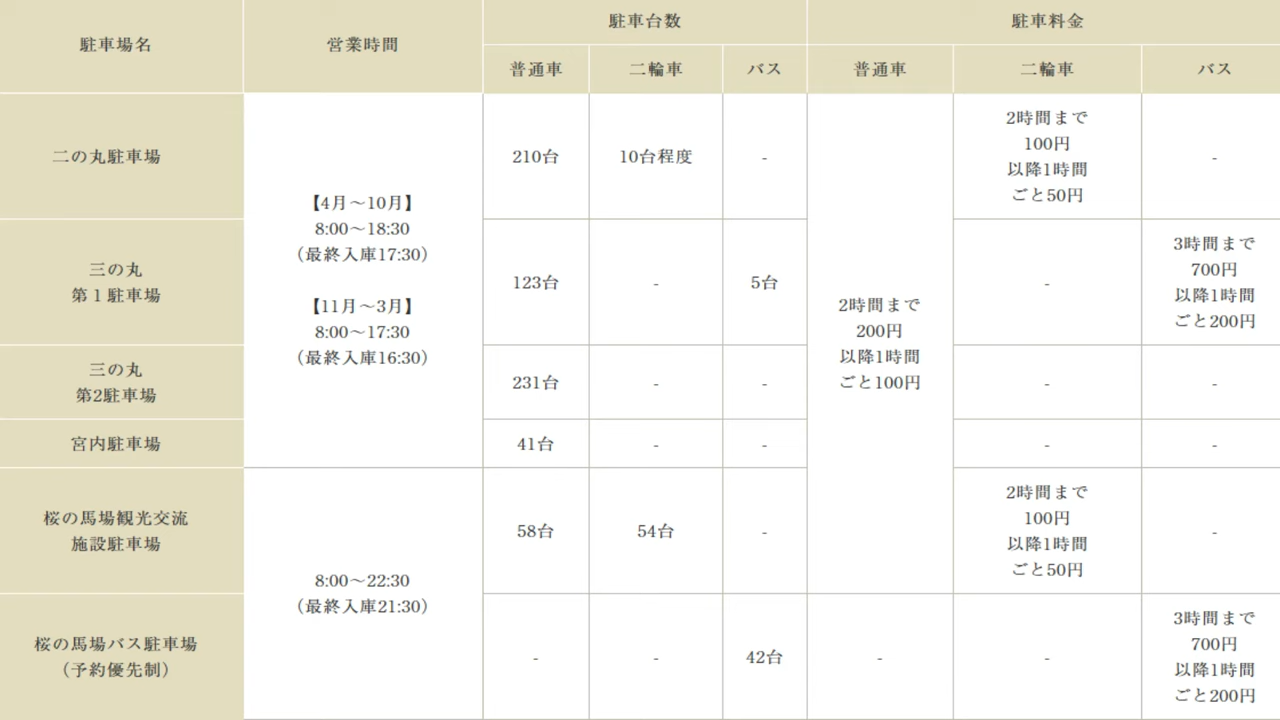 駐車場名
営業時間
駐車台数
駐車料金
普通車
二輪車
バス
普通車
二輪車
バス
二の丸駐車場
【4月～10月】
8:00～18:30
（最終入庫17:30）
【11月～3月】
8:00～17:30
（最終入庫16:30）
210台
10台程度
-
2時間まで
200円
以降1時間
ごと100円
2時間まで
100円
以降1時間
ごと50円
-
三の丸
第１駐車場
123台
-
5台
-
3時間まで
700円
以降1時間
ごと200円
三の丸
第2駐車場
231台
-
-
-
-
宮内駐車場
41台
-
-
-
-
桜の馬場観光交流
施設駐車場
8:00～22:30
（最終入庫21:30）
58台
54台
-
2時間まで
100円
以降1時間
ごと50円
-
桜の馬場バス駐車場
（予約優先制）
-
-
42台
-
-
3時間まで
700円
以降1時間
ごと200円